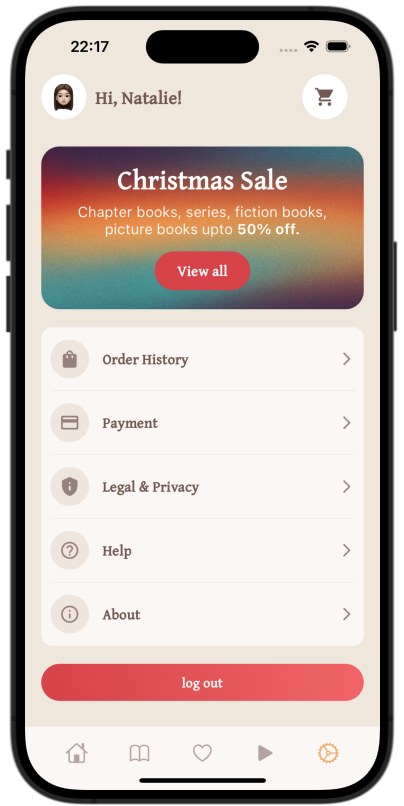 22:17
Hi, Natalie!
Christmas Sale
Chapter books, series, fiction books,
picture books upto 50% off.
View all
Order History
Payment
Legal & Privacy
Help
About
log out